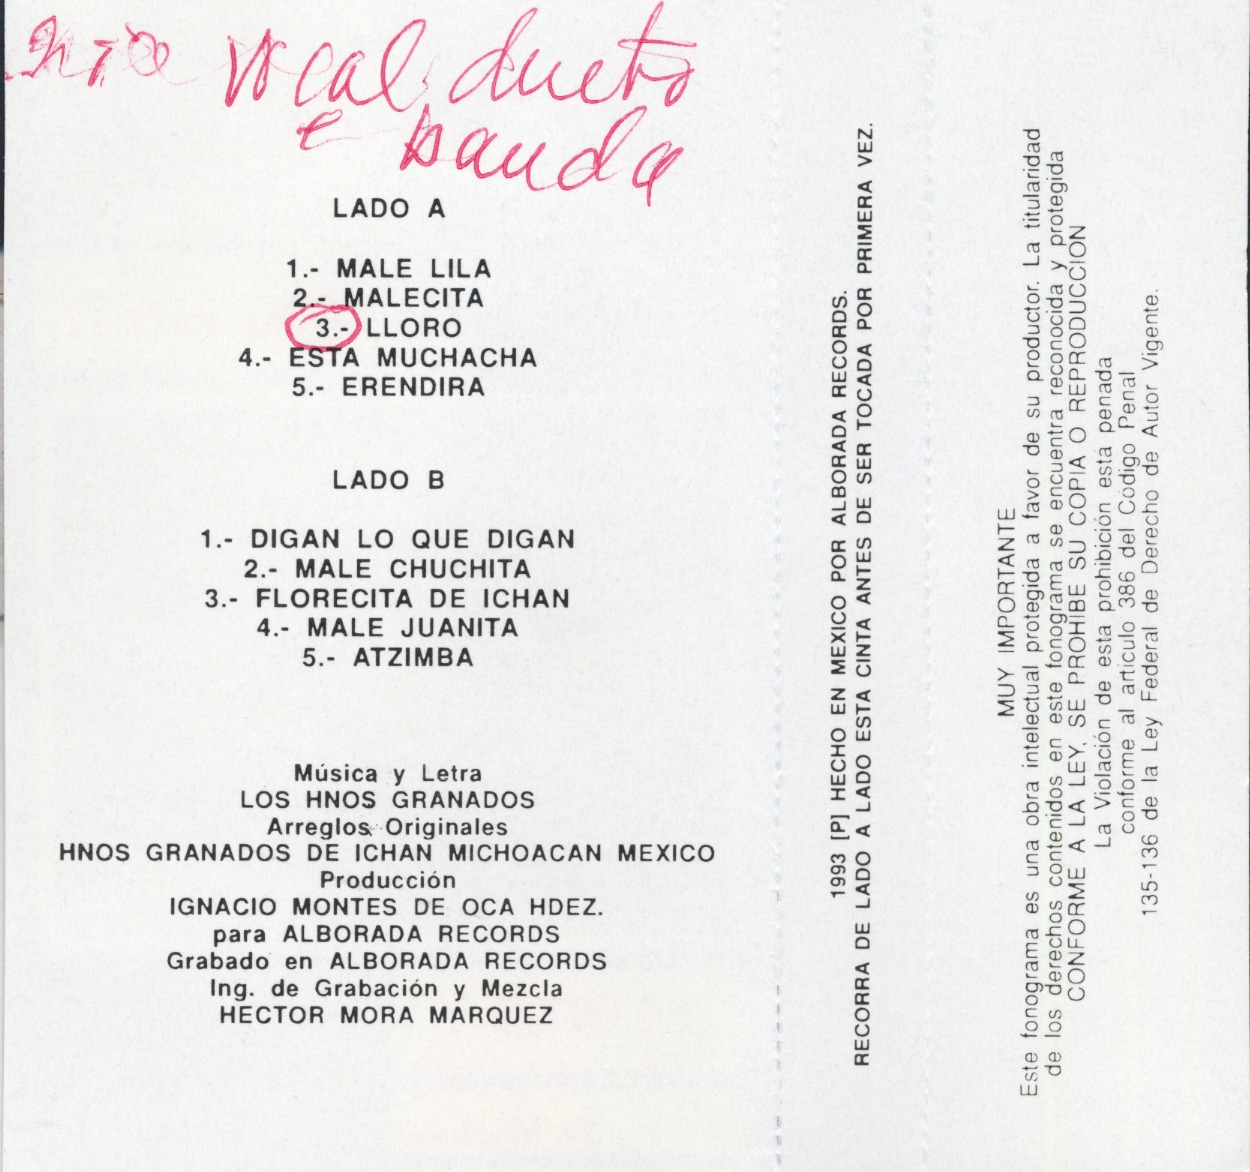 vocal dueto
e banda
LADO A
1.- MALE LILA
2.- MALECITA
3.- LLORO
4.- ESTA MUCHACHA
5.- ERENDIRA
LADO B
1.- DIGAN LO QUE DIGAN
2.- MALE CHUCHITA
3.- FLORECITA DE ICHAN
4.- MALE JUANITA
5.- ATZIMBA
Música y Letra
LOS HNOS GRANADOS
Arreglos Originales
HNOS GRANADOS DE ICHAN MICHOACAN MEXICO
Producción
IGNACIO MONTES DE OCA HDEZ.
para ALBORADA RECORDS
Grabado en ALBORADA RECORDS
Ing. de Grabación y Mezcla
HECTOR MORA MARQUEZ
1993 [P] HECHO EN MEXICO POR ALBORADA RECORDS.
RECORRA DE LADO A LADO ESTA CINTA ANTES DE SER TOCADA POR PRIMERA VEZ.
MUY IMPORTANTE
Este fonograma es una obra intelectual protegida a favor de su productor. La titularidad
de los derechos contenidos en este fonograma se encuentra reconocida y protegida
CONFORME A LA LEY, SE PROHIBE SU COPIA O REPRODUCCION
La Violación de esta prohibición está penada
conforme al artículo 386 del Código Penal
135-136 de la Ley Federal de Derecho de Autor Vigente.